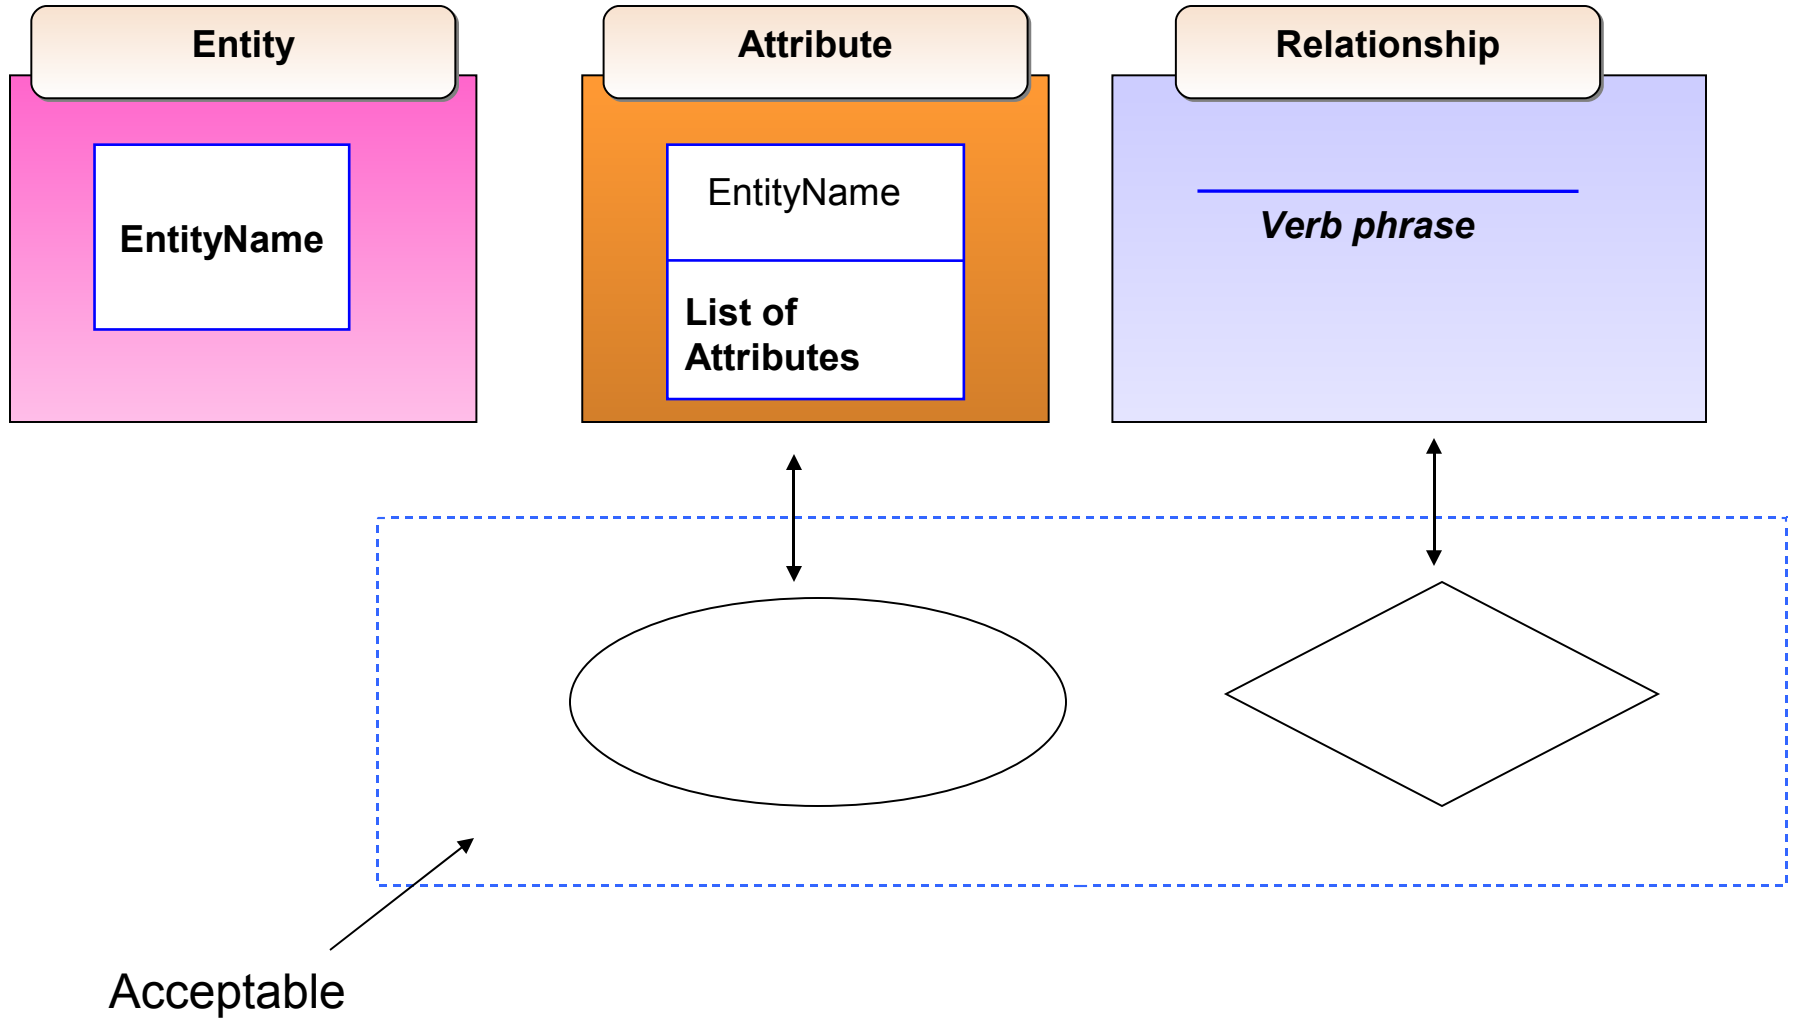 Entity
Attribute
Relationship
EntityName
EntityName
List of
Attributes
Verb phrase
Acceptable